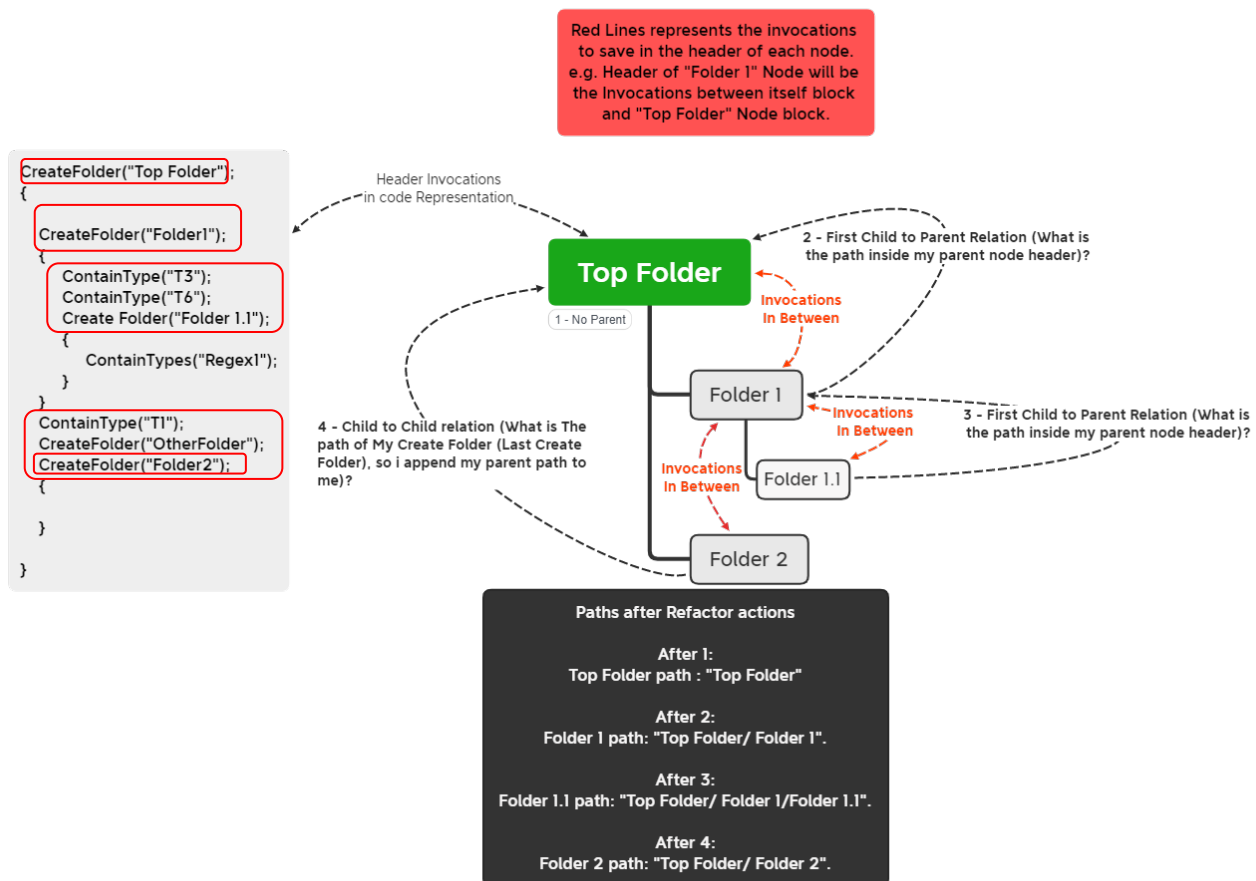 Red Lines represents the invocations
to save in the header of each node.
e.g. Header of "Folder 1" Node will be
the Invocations between itself block
and "Top Folder" Node block.
CreateFolder("Top Folder");
{
CreateFolder("Folder1");
{
ContainType("T3");
ContainType("T6");
Create Folder("Folder 1.1");
{
ContainTypes("Regex1");
}
}
ContainType("T1");
CreateFolder("OtherFolder");
CreateFolder("Folder2");
{
}
}
Header Invocations
in code Representation
Top Folder
1 - No Parent
2 - First Child to Parent Relation (What is
the path inside my parent node header)?
Invocations
In Between
Folder 1
Invocations
In Between
3 - First Child to Parent Relation (What is
the path inside my parent node header)?
4 - Child to Child relation (What is The
path of My Create Folder (Last Create
Folder), so i append my parent path to
me)?
Invocations
In Between
Folder 1.1
Folder 2
Paths after Refactor actions
After 1:
Top Folder path : "Top Folder"
After 2:
Folder 1 path: "Top Folder/ Folder 1".
After 3:
Folder 1.1 path: "Top Folder/ Folder 1/Folder 1.1".
After 4:
Folder 2 path: "Top Folder/ Folder 2".